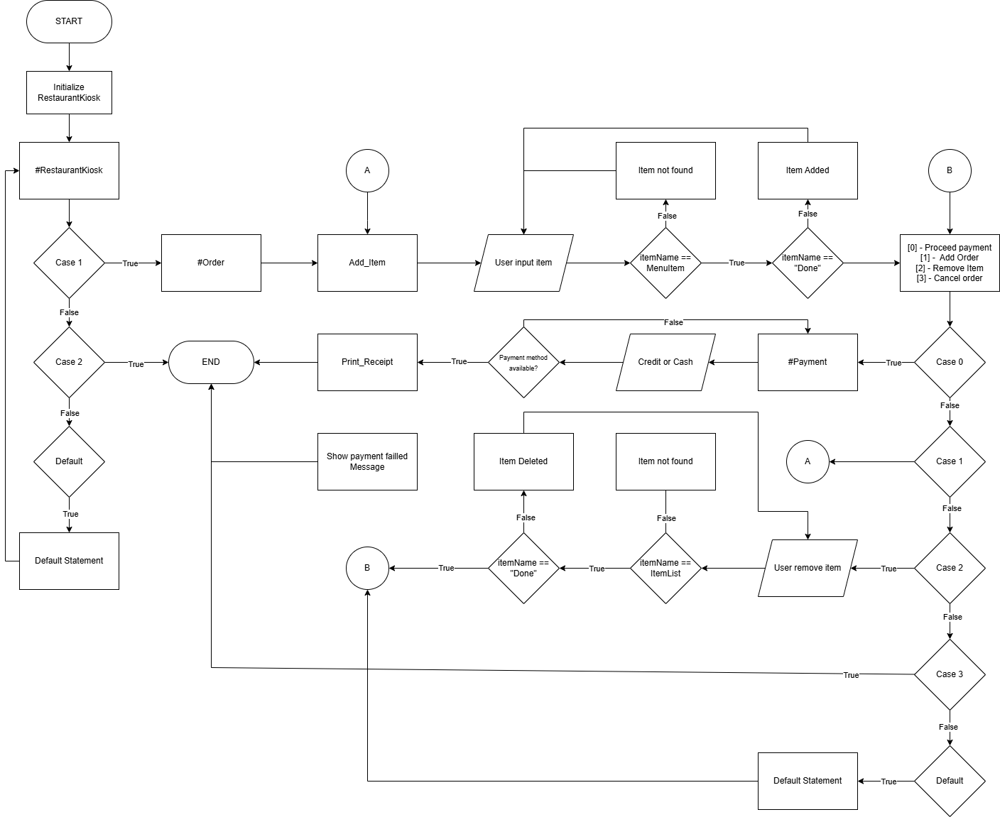 START
Initialize
RestaurantKiosk
#RestaurantKiosk
Case 1
True
False
Case 2
True
False
Default
True
Default Statement
#Order
A
Add_Item
User input item
Item not found
False
itemName ==
MenuItem
True
Item Added
False
itemName ==
"Done"
B
[0] - Proceed payment
[1] -  Add Order
[2] - Remove Item
[3] - Cancel order
Case 0
True
False
#Payment
Credit or Cash
False
Payment method
available?
True
Print_Receipt
END
Show payment failled
Message
Case 1
A
False
Case 2
True
False
User remove item
itemName ==
ItemList
False
Item not found
True
itemName ==
"Done"
False
Item Deleted
True
B
Case 3
True
False
Default
True
Default Statement